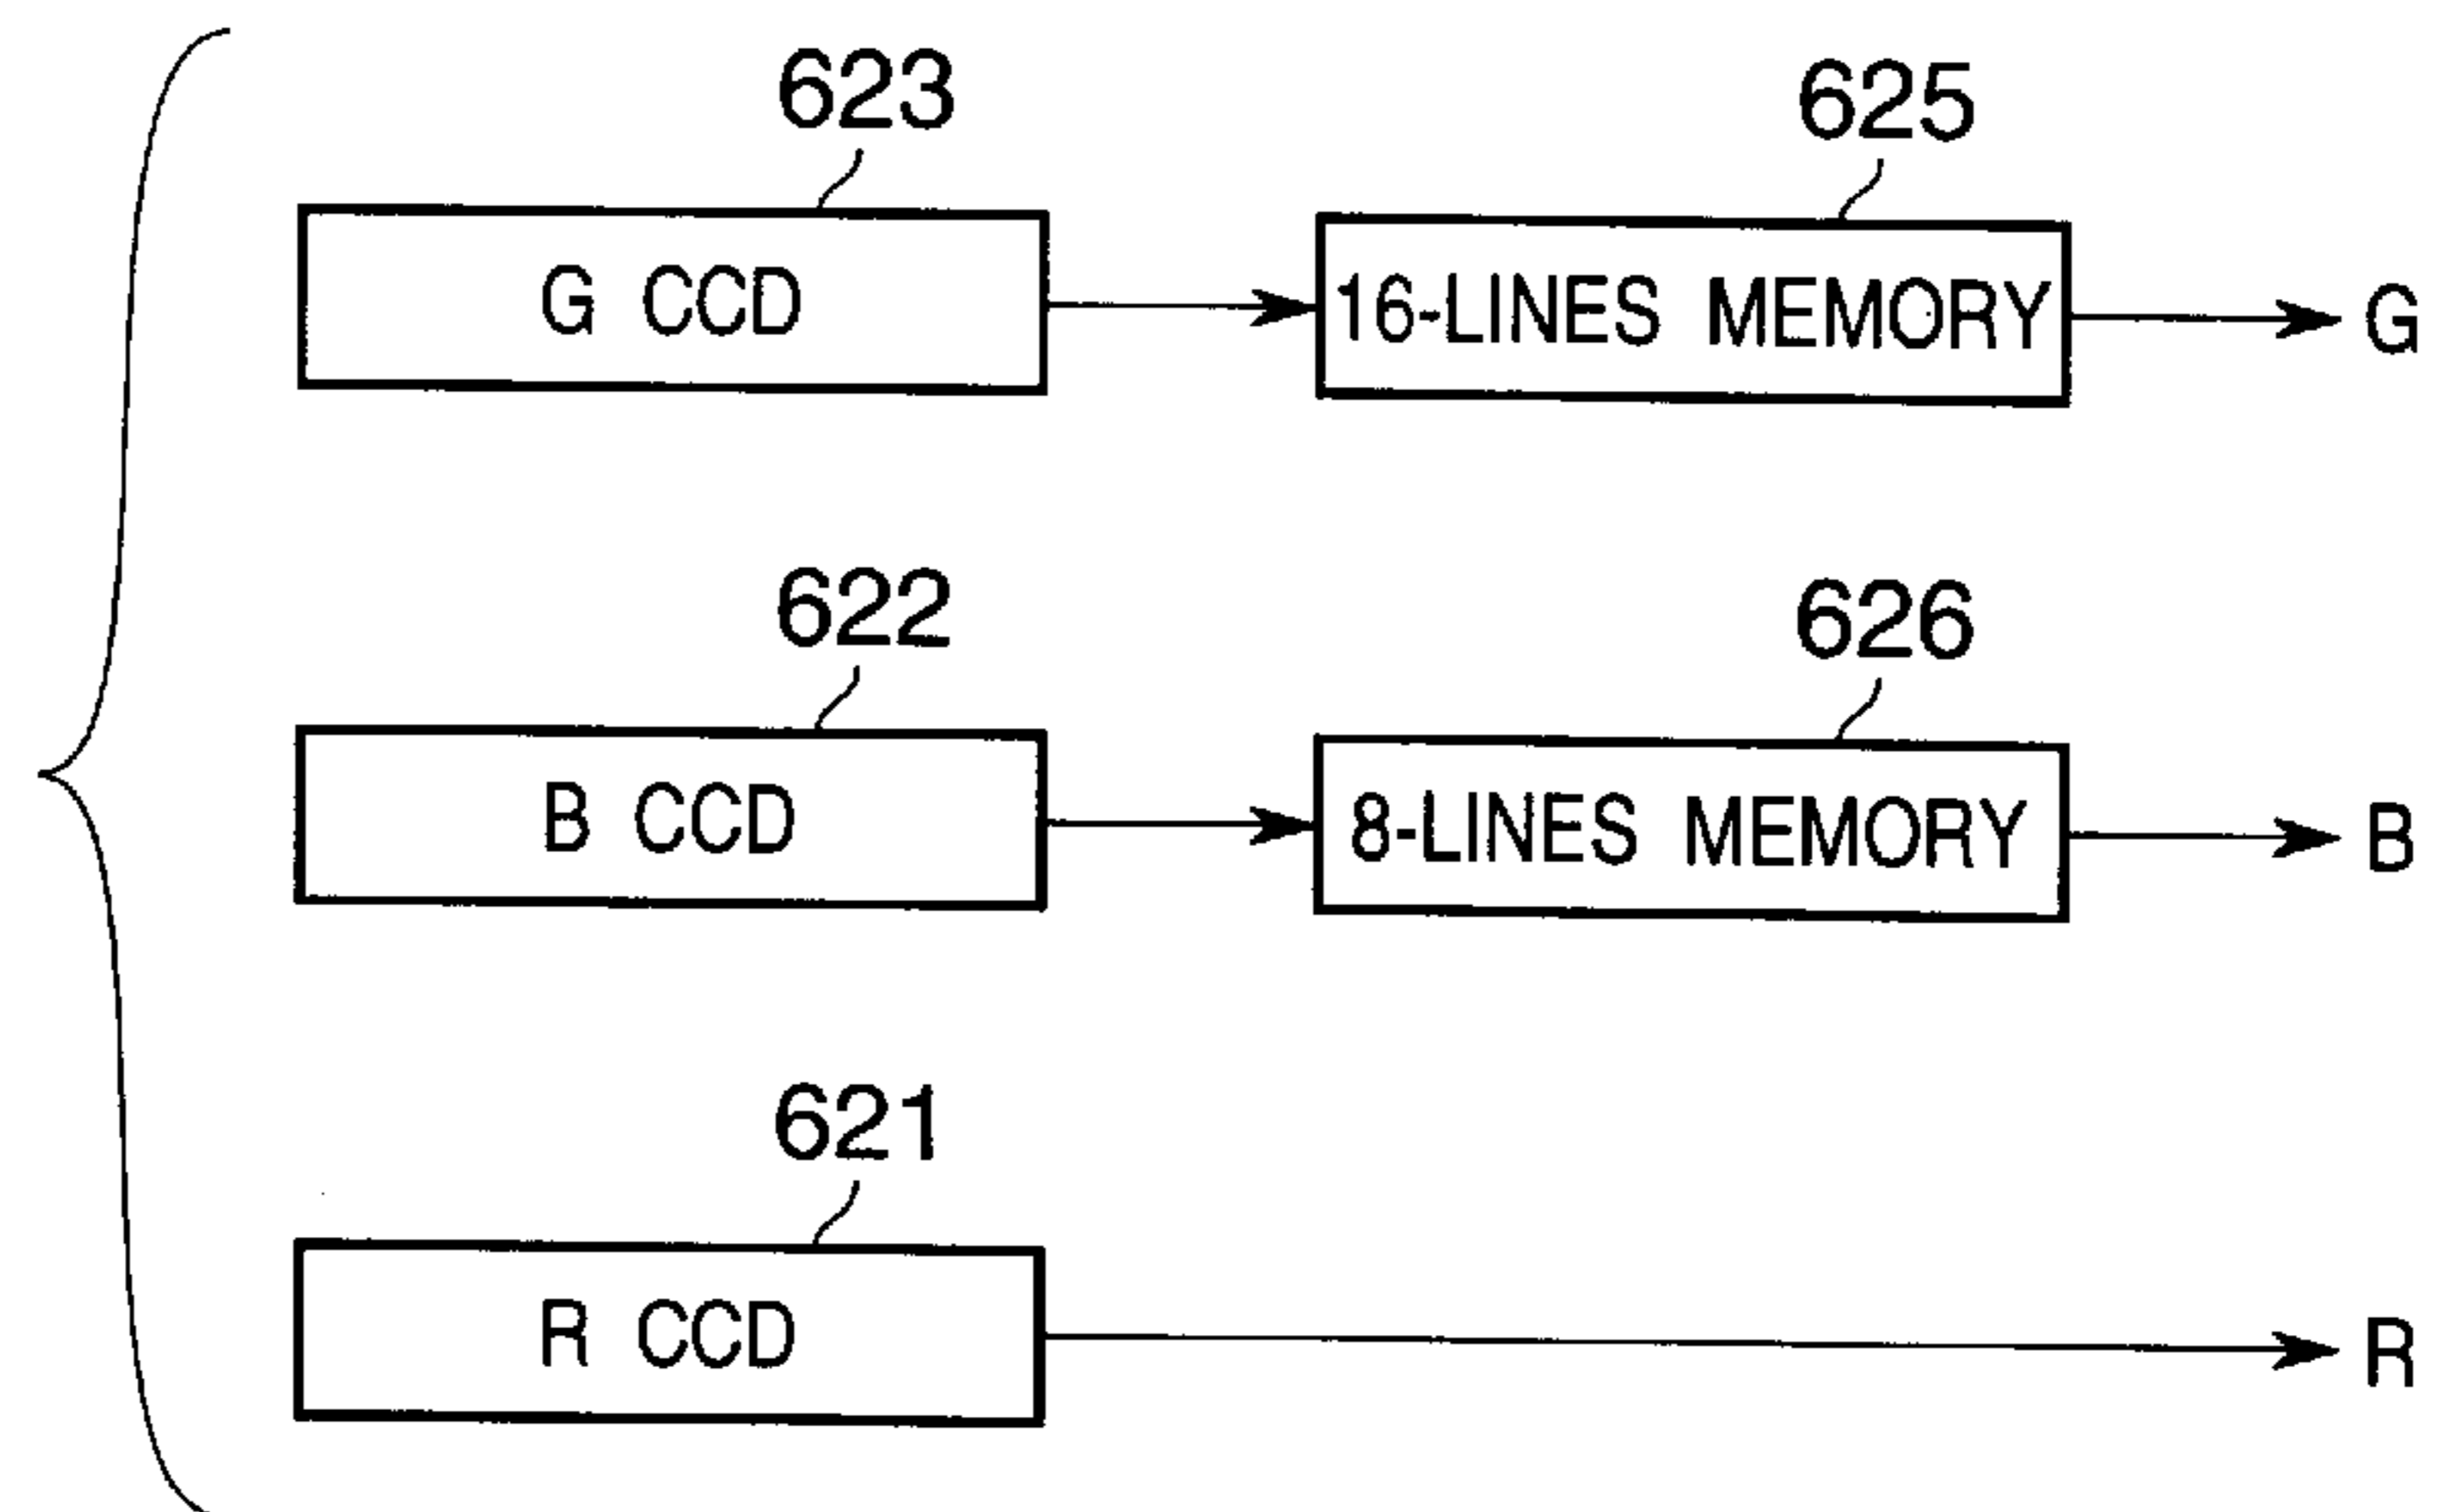 623
625
G CCD
16-LINES MEMORY
G
622
626
B CCD
8-LINES MEMORY
B
621
R CCD
R